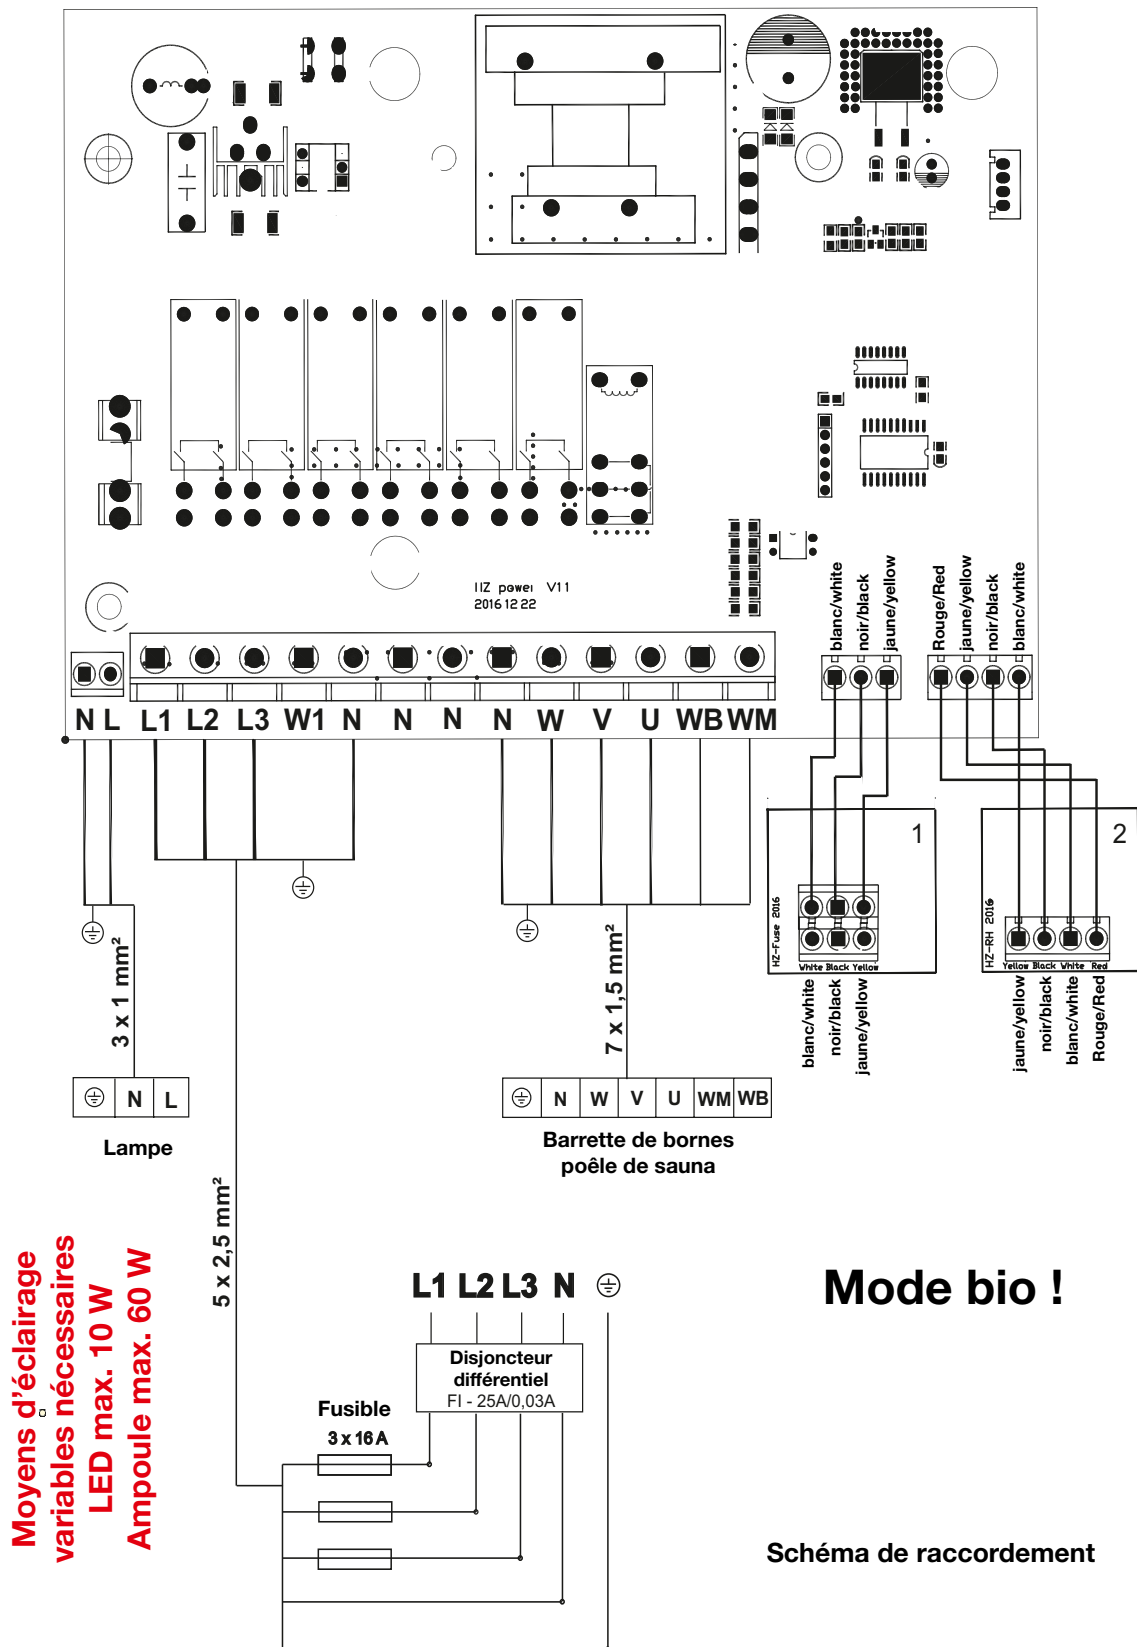 IIZ power V11
2016 12 22
blanc/white
noir/black
jaune/yellow
Rouge/Red
jaune/yellow
noir/black
blanc/white
N L L1 L2 L3 W1 N N N N W V U WB WM
1
HZ-Fuse 2016
White Black Yellow
blanc/white
noir/black
jaune/yellow
2
HZ-RH 2016
Yellow Black White Red
jaune/yellow
noir/black
blanc/white
Rouge/Red
3 x 1 mm²
7 x 1,5 mm²
N L
Lampe
N W V U WM WB
Barrette de bornes
poêle de sauna
5 x 2,5 mm²
Moyens d'éclairage
variables nécessaires
LED max. 10 W
Ampoule max. 60 W
L1 L2 L3 N
Disjoncteur
différentiel
FI - 25A/0,03A
Fusible
3 x 16 A
Mode bio !
Schéma de raccordement